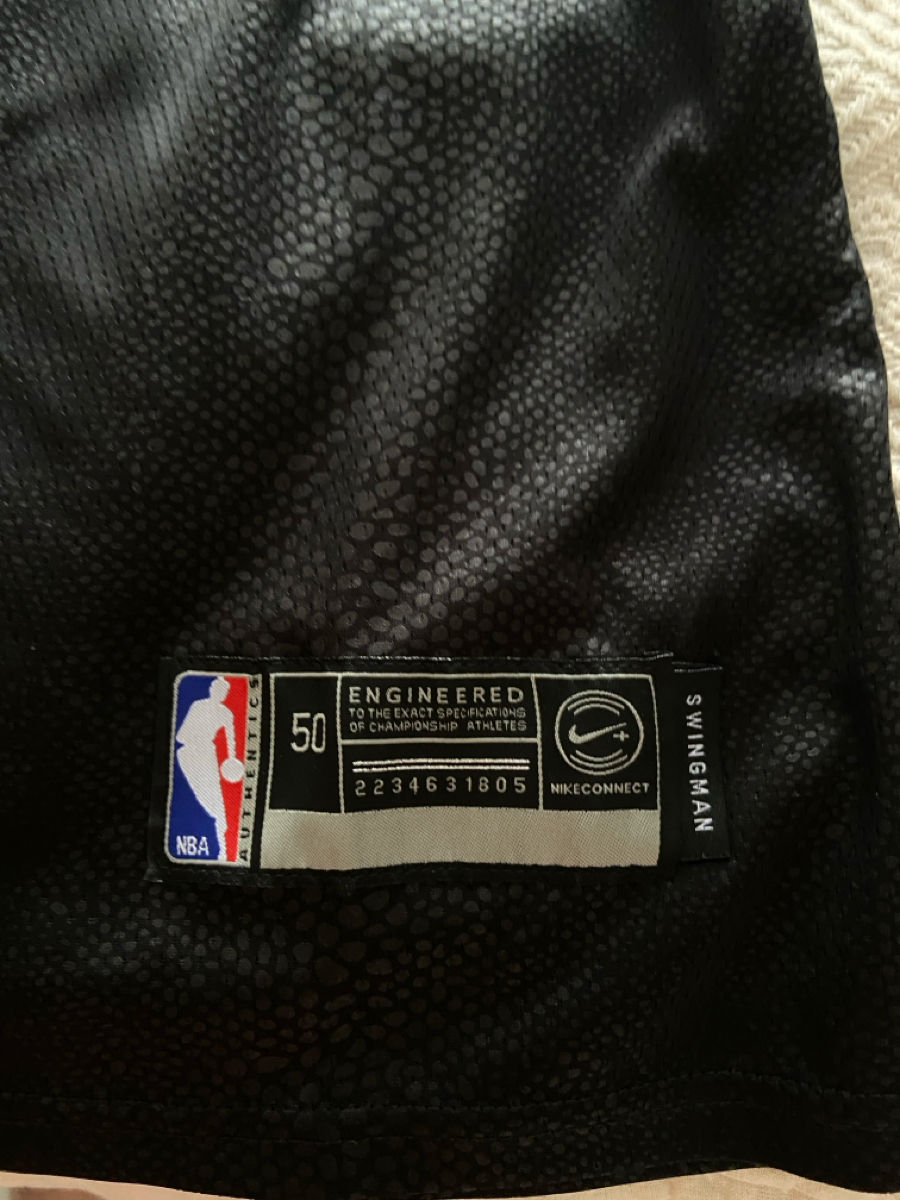 NBA
AUTHENTICS
50
ENGINEERED
TO THE EXACT SPECIFICATIONS
OF CHAMPIONSHIP ATHLETES
2234631805
NIKECONNECT
SWINGMAN